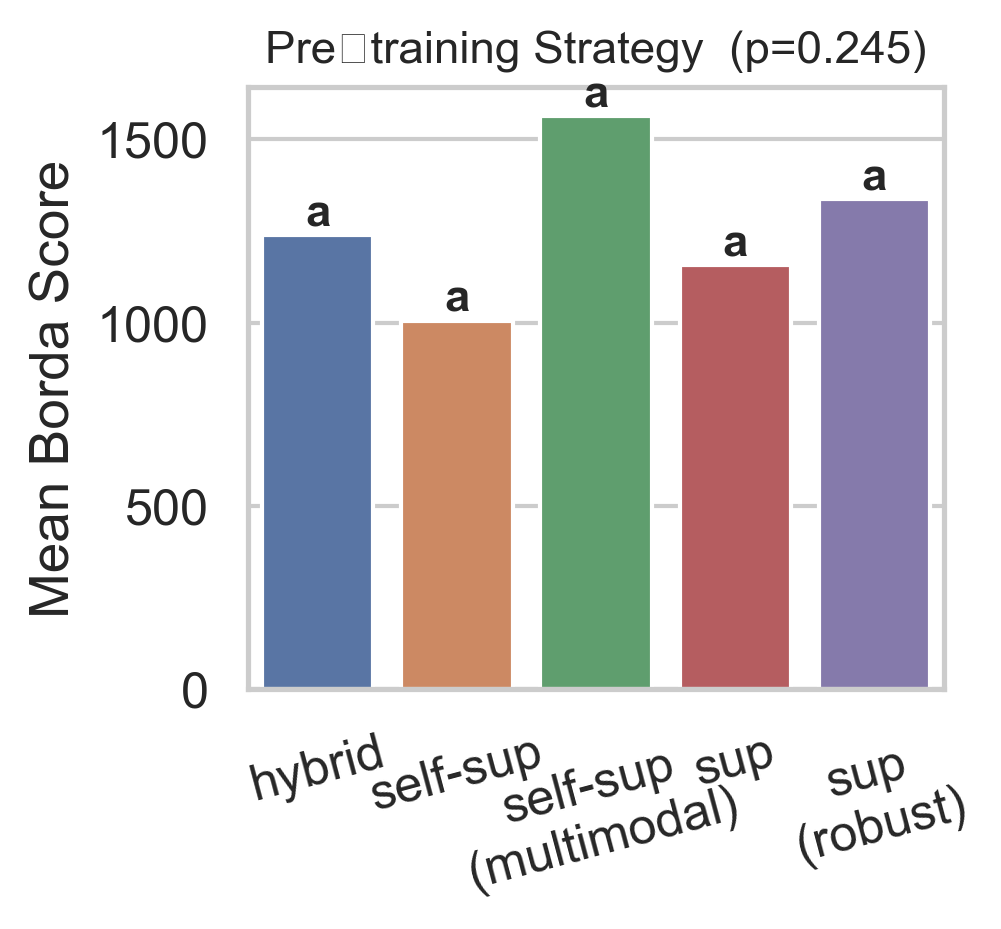 Pre□training Strategy (p=0.245)
Mean Borda Score
1500
1000
500
0
a
a
a
a
a
hybrid
self-sup
self-sup
(multimodal)
sup
sup
(robust)